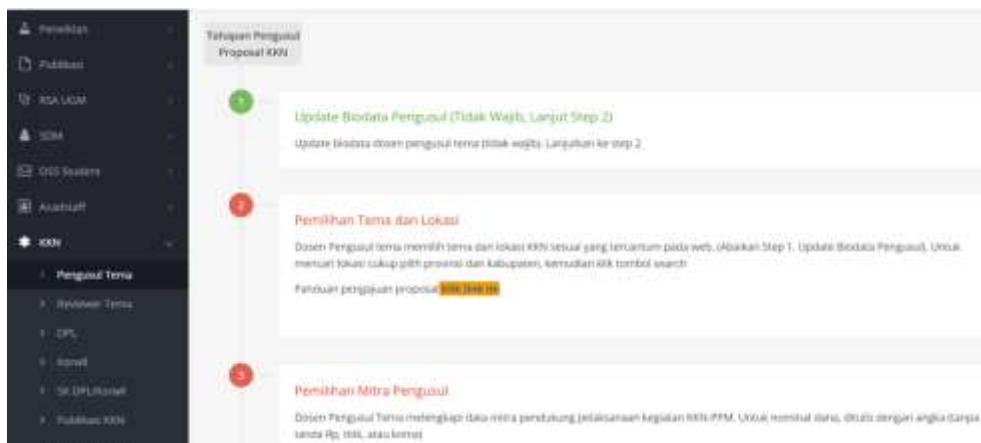 Penelitian
Publikasi
RSA UGM
SDM
OSS Student
Acadstaff
KKN
Pengusul Tema
Reviewer Tema
DPL
Korwil
SK DPL/Korwil
Publikasi KKN
Tahapan Pengusul
Proposal KKN
1
Update Biodata Pengusul (Tidak Wajib, Lanjut Step 2)
Update biodata dosen pengusul tema (tidak wajib). Lanjutkan ke step 2
2
Pemilihan Tema dan Lokasi
Dosen Pengusul tema memilih tema dan lokasi KKN sesuai yang tercantum pada web. (Abaikan Step 1. Update Biodata Pengusul). Untuk
mencari lokasi cukup pilih provinsi dan kabupaten, kemudian klik tombol search
Panduan pengajuan proposal klik link ini
3
Pemilihan Mitra Pengusul
Dosen Pengusul Tema melengkapi data mitra pendukung pelaksanaan kegiatan KKN-PPM. Untuk nominal dana, ditulis dengan angka (tanpa
tanda Rp, titik, atau koma)